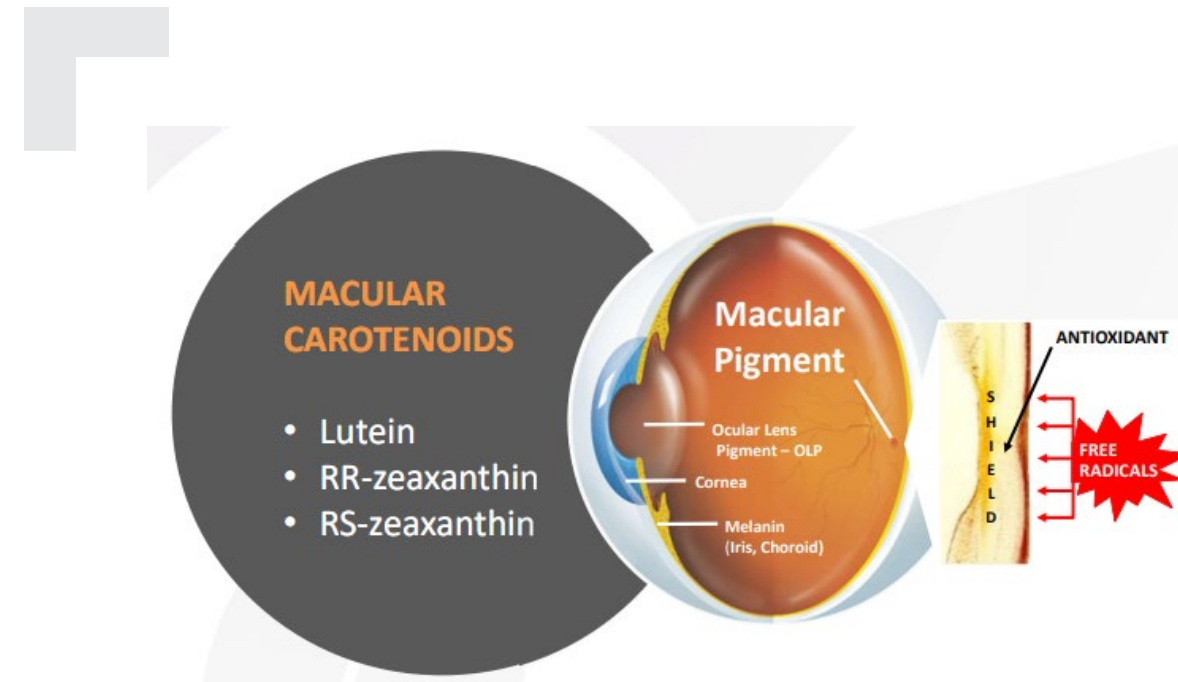 MACULAR
CAROTENOIDS
• Lutein
• RR-zeaxanthin
• RS-zeaxanthin
Macular
Pigment
Ocular Lens
Pigment – OLP
Cornea
Melanin
(Iris, Choroid)
ANTIOXIDANT
SHIELD
FREE
RADICALS